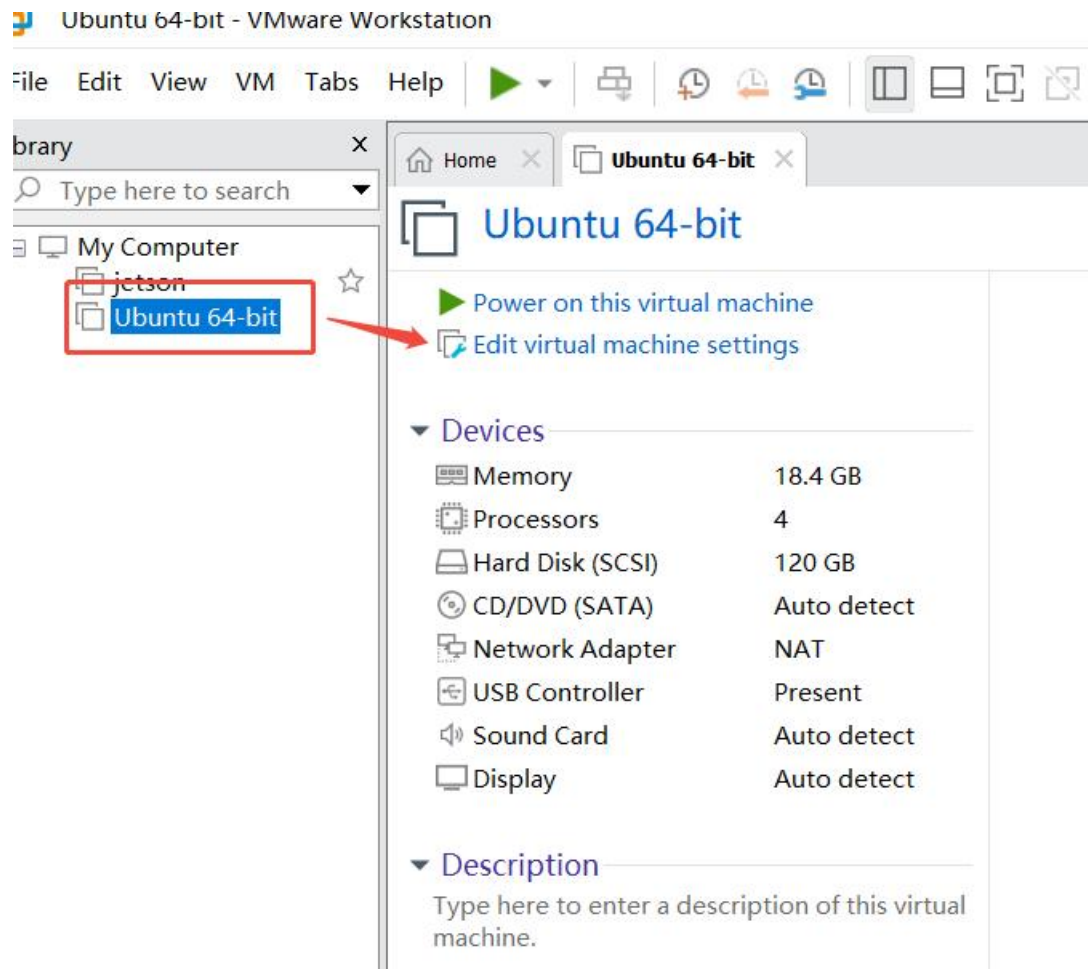 Ubuntu 64-bit - VMware Workstation
File Edit View VM Tabs Help
brary
Type here to search
My Computer
jetson
Ubuntu 64-bit
Home
Ubuntu 64-bit
Ubuntu 64-bit
Power on this virtual machine
Edit virtual machine settings
Devices
Memory 18.4 GB
Processors 4
Hard Disk (SCSI) 120 GB
CD/DVD (SATA) Auto detect
Network Adapter NAT
USB Controller Present
Sound Card Auto detect
Display Auto detect
Description
Type here to enter a description of this virtual
machine.